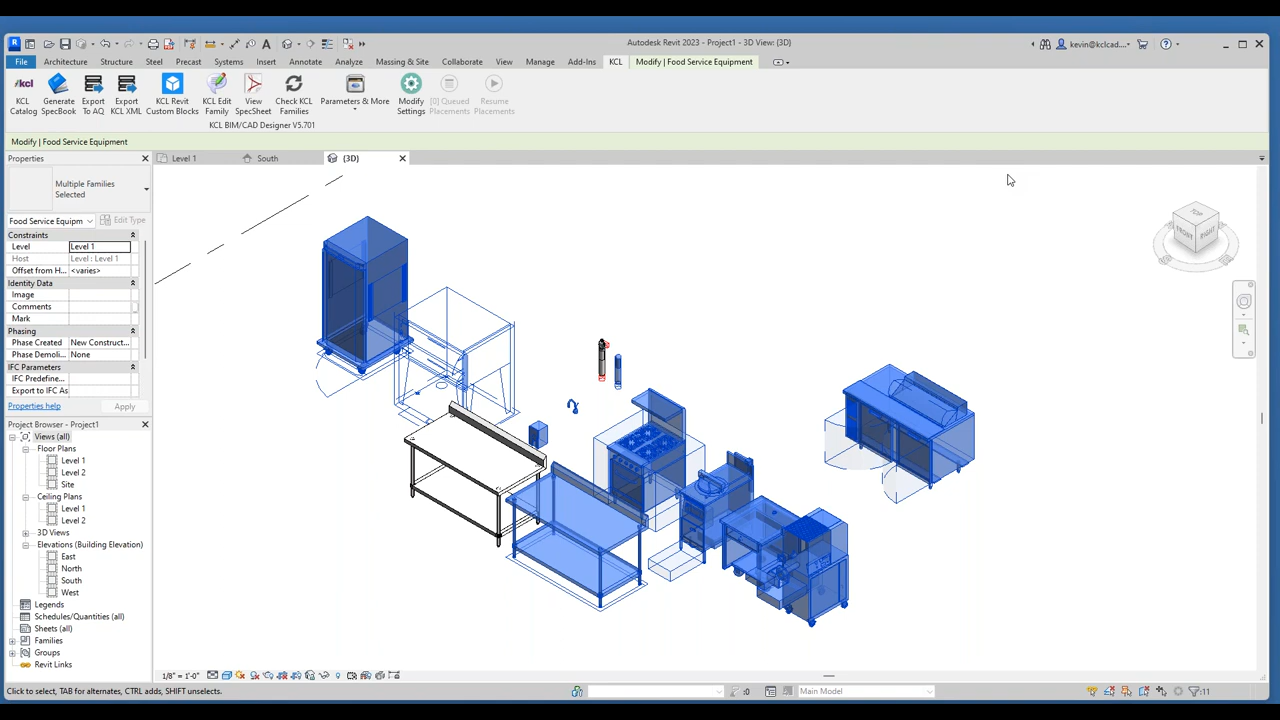 Autodesk Revit 2023 - Project1 - 3D View: {3D}
kevin@kclcad....
File Architecture Structure Steel Precast Systems Insert Annotate Analyze Massing & Site Collaborate View Manage Add-Ins KCL Modify | Food Service Equipment
kcl
KCL Catalog
Generate SpecBook
Export To AQ
Export KCL XML
KCL Revit Custom Blocks
KCL Edit Family
View SpecSheet
Check KCL Families
Parameters & More
Modify Settings
[0] Queued Placements
Resume Placements
KCL BIM/CAD Designer V5.701
Modify | Food Service Equipment
Properties
Level 1
South
{3D}
Multiple Families
Selected
Food Service Equipm
Edit Type
Constraints
Level Level 1
Host Level : Level 1
Offset from H... <varies>
Identity Data
Image
Comments
Mark
Phasing
Phase Created New Construct...
Phase Demoli... None
IFC Parameters
IFC Predefine...
Export to IFC As
Properties help
Apply
Project Browser - Project1
Views (all)
Floor Plans
Level 1
Level 2
Site
Ceiling Plans
Level 1
Level 2
3D Views
Elevations (Building Elevation)
East
North
South
West
Legends
Schedules/Quantities (all)
Sheets (all)
Families
Groups
Revit Links
TOP
FRONT
RIGHT
1/8" = 1'-0"
Click to select, TAB for alternates, CTRL adds, SHIFT unselects.
:0
Main Model
:11